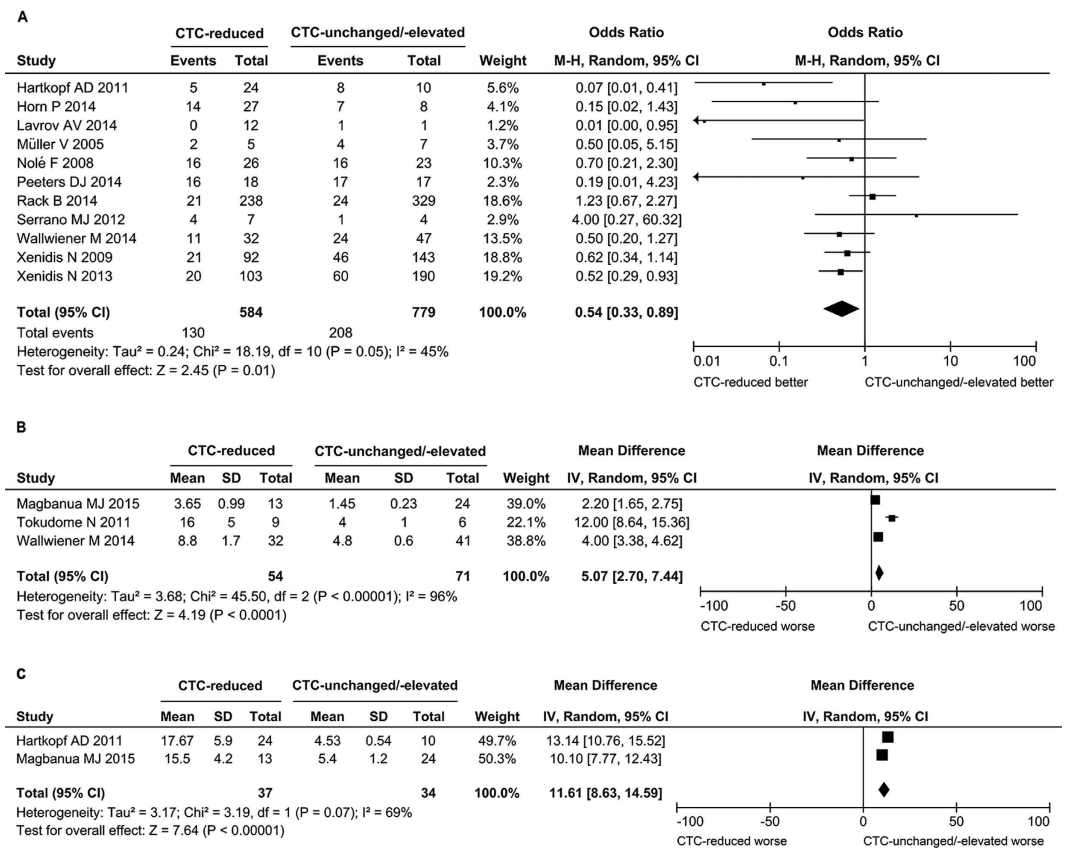 A
CTC-reduced CTC-unchanged/-elevated Odds Ratio Odds Ratio
Study Events Total Events Total Weight M-H, Random, 95% CI M-H, Random, 95% CI
Hartkopf AD 2011 5 24 8 10 5.6% 0.07 [0.01, 0.41]
Horn P 2014 14 27 7 8 4.1% 0.15 [0.02, 1.43]
Lavrov AV 2014 0 12 1 1 1.2% 0.01 [0.00, 0.95]
Müller V 2005 2 5 4 7 3.7% 0.50 [0.05, 5.15]
Nolé F 2008 16 26 16 23 10.3% 0.70 [0.21, 2.30]
Peeters DJ 2014 16 18 17 17 2.3% 0.19 [0.01, 4.23]
Rack B 2014 21 238 24 329 18.6% 1.23 [0.67, 2.27]
Serrano MJ 2012 4 7 1 4 2.9% 4.00 [0.27, 60.32]
Wallwiener M 2014 11 32 24 47 13.5% 0.50 [0.20, 1.27]
Xenidis N 2009 21 92 46 143 18.8% 0.62 [0.34, 1.14]
Xenidis N 2013 20 103 60 190 19.2% 0.52 [0.29, 0.93]
Total (95% CI) 584 779 100.0% 0.54 [0.33, 0.89]
Total events 130 208
Heterogeneity: Tau² = 0.24; Chi² = 18.19, df = 10 (P = 0.05); I² = 45%
Test for overall effect: Z = 2.45 (P = 0.01)
0.01 0.1 1 10 100
CTC-reduced better CTC-unchanged/-elevated better
B
CTC-reduced CTC-unchanged/-elevated Mean Difference Mean Difference
Study Mean SD Total Mean SD Total Weight IV, Random, 95% CI IV, Random, 95% CI
Magbanua MJ 2015 3.65 0.99 13 1.45 0.23 24 39.0% 2.20 [1.65, 2.75]
Tokudome N 2011 16 5 9 4 1 6 22.1% 12.00 [8.64, 15.36]
Wallwiener M 2014 8.8 1.7 32 4.8 0.6 41 38.8% 4.00 [3.38, 4.62]
Total (95% CI) 54 71 100.0% 5.07 [2.70, 7.44]
Heterogeneity: Tau² = 3.68; Chi² = 45.50, df = 2 (P < 0.00001); I² = 96%
Test for overall effect: Z = 4.19 (P < 0.0001)
-100 -50 0 50 100
CTC-reduced worse CTC-unchanged/-elevated worse
C
CTC-reduced CTC-unchanged/-elevated Mean Difference Mean Difference
Study Mean SD Total Mean SD Total Weight IV, Random, 95% CI IV, Random, 95% CI
Hartkopf AD 2011 17.67 5.9 24 4.53 0.54 10 49.7% 13.14 [10.76, 15.52]
Magbanua MJ 2015 15.5 4.2 13 5.4 1.2 24 50.3% 10.10 [7.77, 12.43]
Total (95% CI) 37 34 100.0% 11.61 [8.63, 14.59]
Heterogeneity: Tau² = 3.17; Chi² = 3.19, df = 1 (P = 0.07); I² = 69%
Test for overall effect: Z = 7.64 (P < 0.00001)
-100 -50 0 50 100
CTC-reduced worse CTC-unchanged/-elevated worse